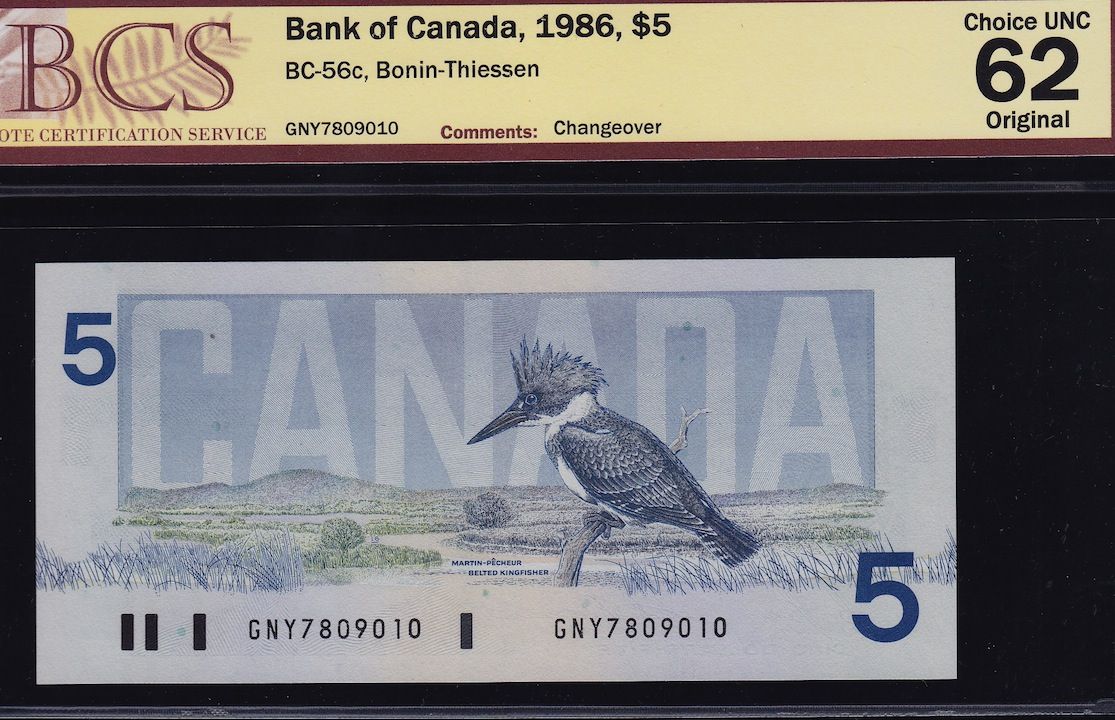 BCS
OTE CERTIFICATION SERVICE
Bank of Canada, 1986, $5
BC-56c, Bonin-Thiessen
GNY7809010 Comments: Changeover
Choice UNC
62
Original
5
CANADA
MARTIN-PÊCHEUR
BELTED KINGFISHER
5
GNY7809010 GNY7809010